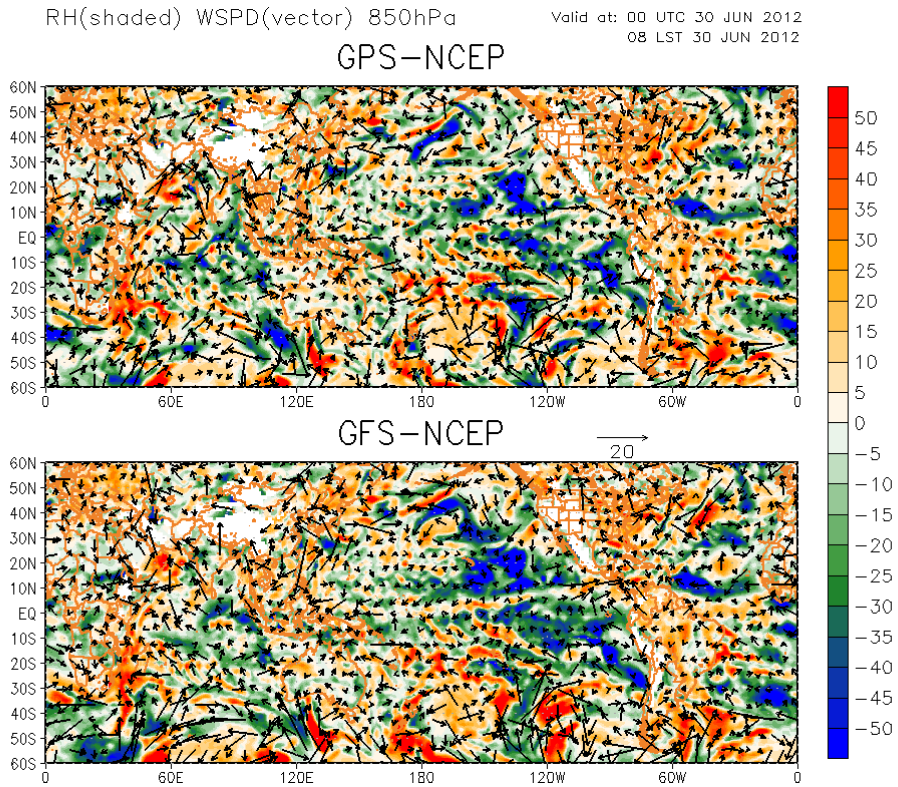 RH(shaded) WSPD(vector) 850hPa
Valid at: 00 UTC 30 JUN 2012
08 LST 30 JUN 2012
GPS−NCEP
60N
50N
40N
30N
20N
10N
EQ
10S
20S
30S
40S
50S
60S
0 60E 120E 180 120W 60W 0
GFS−NCEP
20
60N
50N
40N
30N
20N
10N
EQ
10S
20S
30S
40S
50S
60S
0 60E 120E 180 120W 60W 0
50
45
40
35
30
25
20
15
10
5
0
−5
−10
−15
−20
−25
−30
−35
−40
−45
−50